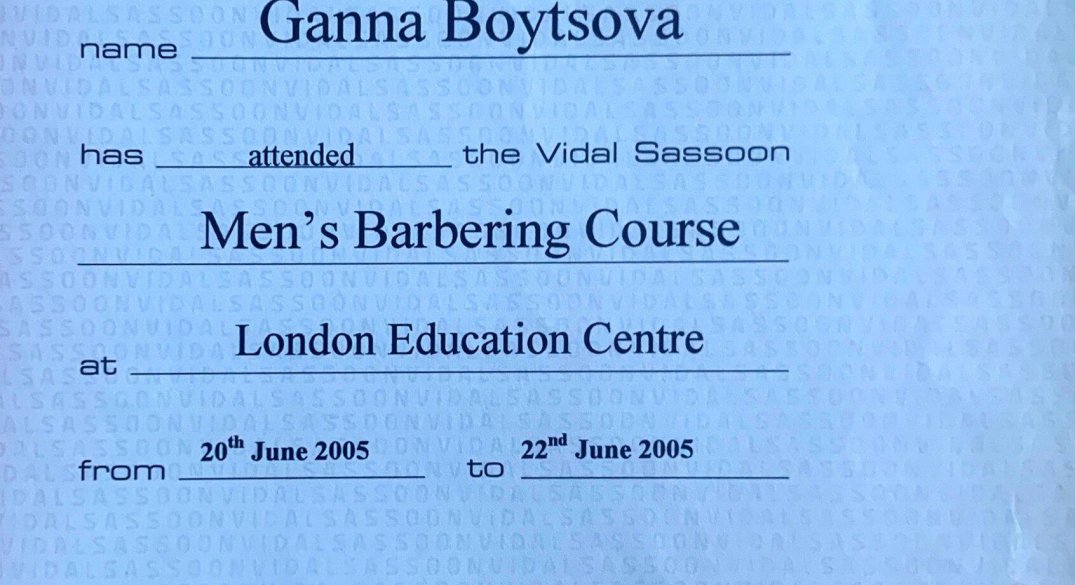 name Ganna Boytsova
has attended the Vidal Sassoon
Men's Barbering Course
at London Education Centre
from 20th June 2005 to 22nd June 2005